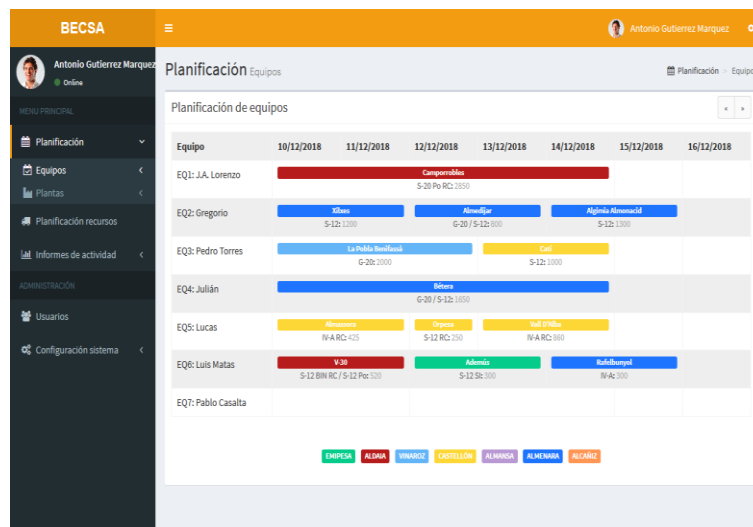 BECSA
Antonio Gutierrez Marquez
Antonio Gutierrez Marquez
Online
MENU PRINCIPAL
Planificación
Equipos
Plantas
Planificación recursos
Informes de actividad
ADMINISTRACIÓN
Usuarios
Configuración sistema
Planificación Equipos
Planificación > Equipo
Planificación de equipos
Equipo 10/12/2018 11/12/2018 12/12/2018 13/12/2018 14/12/2018 15/12/2018 16/12/2018
EQ1: J.A. Lorenzo Camporrobles
S-20 Po RC: 2850
EQ2: Gregorio Xilxes Almedijar Alginia Almonacid
S-12: 1200 G-20 / S-12: 800 S-12: 1300
EQ3: Pedro Torres La Pobla Benifassà Catí
G-20: 2000 S-12: 1000
EQ4: Julián Bétera
G-20 / S-12: 1650
EQ5: Lucas Almazora Orpesa Vall D'Alba
IV-A RC: 425 S-12 RC: 250 IV-A RC: 860
EQ6: Luis Matas V-30 Ademús Rafelbunyol
S-12 BIN RC / S-12 Po: 520 S-12 SI: 300 IV-A: 300
EQ7: Pablo Casalta
EMIPESA ALDAIA VINAROZ CASTELLÓN ALMANSA ALMENARA ALCAÑIZ